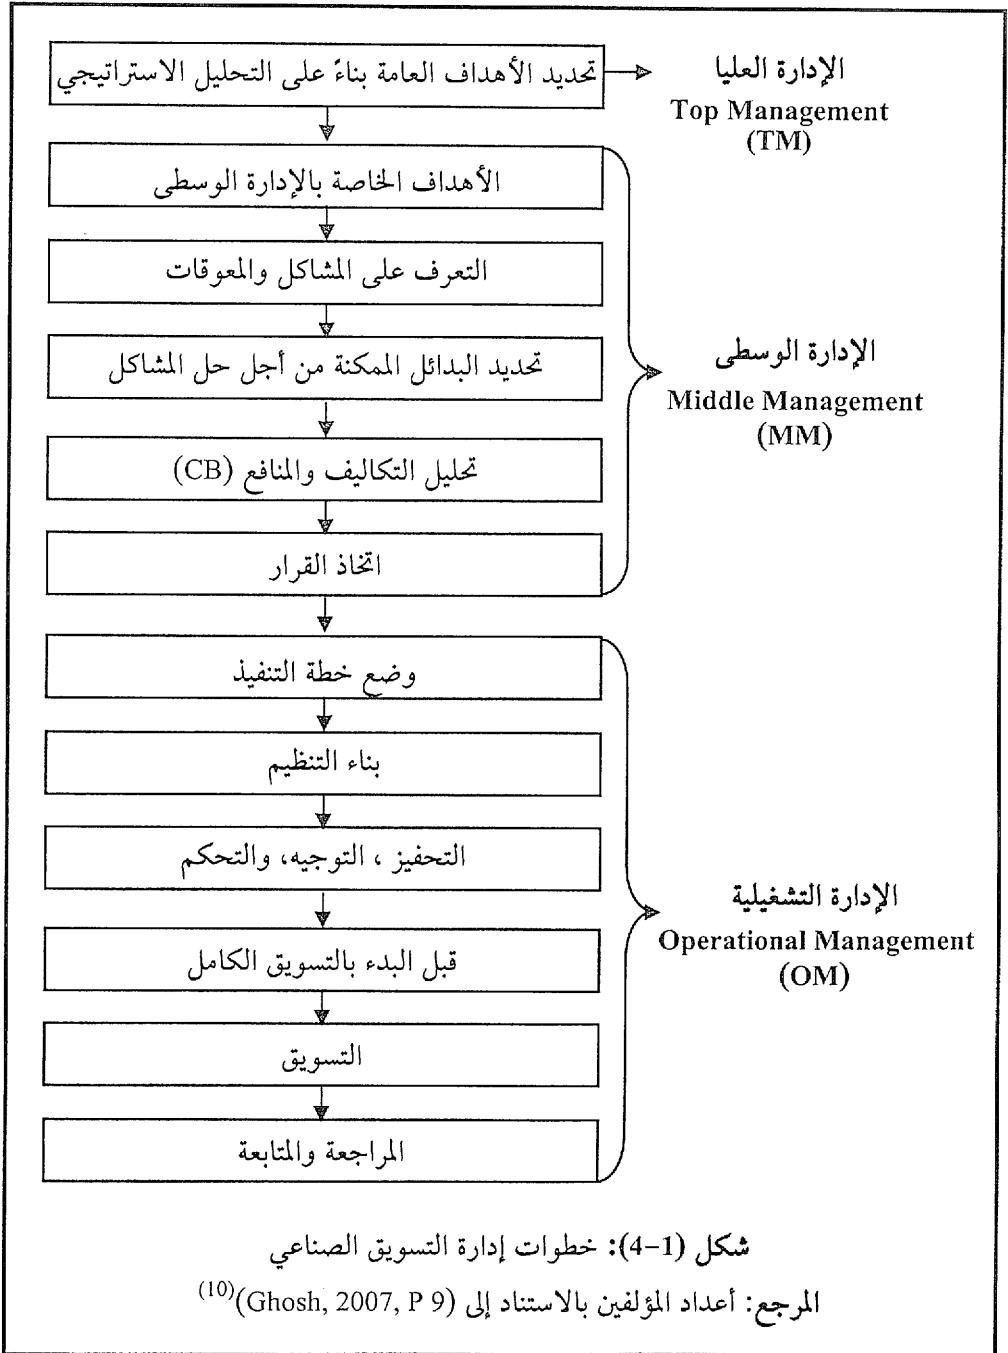 تحديد الأهداف العامة بناءً على التحليل الاستراتيجي
الإدارة العليا
Top Management
(TM)
الأهداف الخاصة بالإدارة الوسطى
التعرف على المشاكل والمعوقات
تحديد البدائل الممكنة من أجل حل المشاكل
تحليل التكاليف والمنافع (CB)
اتخاذ القرار
الإدارة الوسطى
Middle Management
(MM)
وضع خطة التنفيذ
بناء التنظيم
التحفيز ، التوجيه، والتحكم
قبل البدء بالتسويق الكامل
التسويق
المراجعة والمتابعة
الإدارة التشغيلية
Operational Management
(OM)
شكل (1-4): خطوات إدارة التسويق الصناعي
المرجع: أعداد المؤلفين بالاستناد إلى (Ghosh, 2007, P 9)(10)